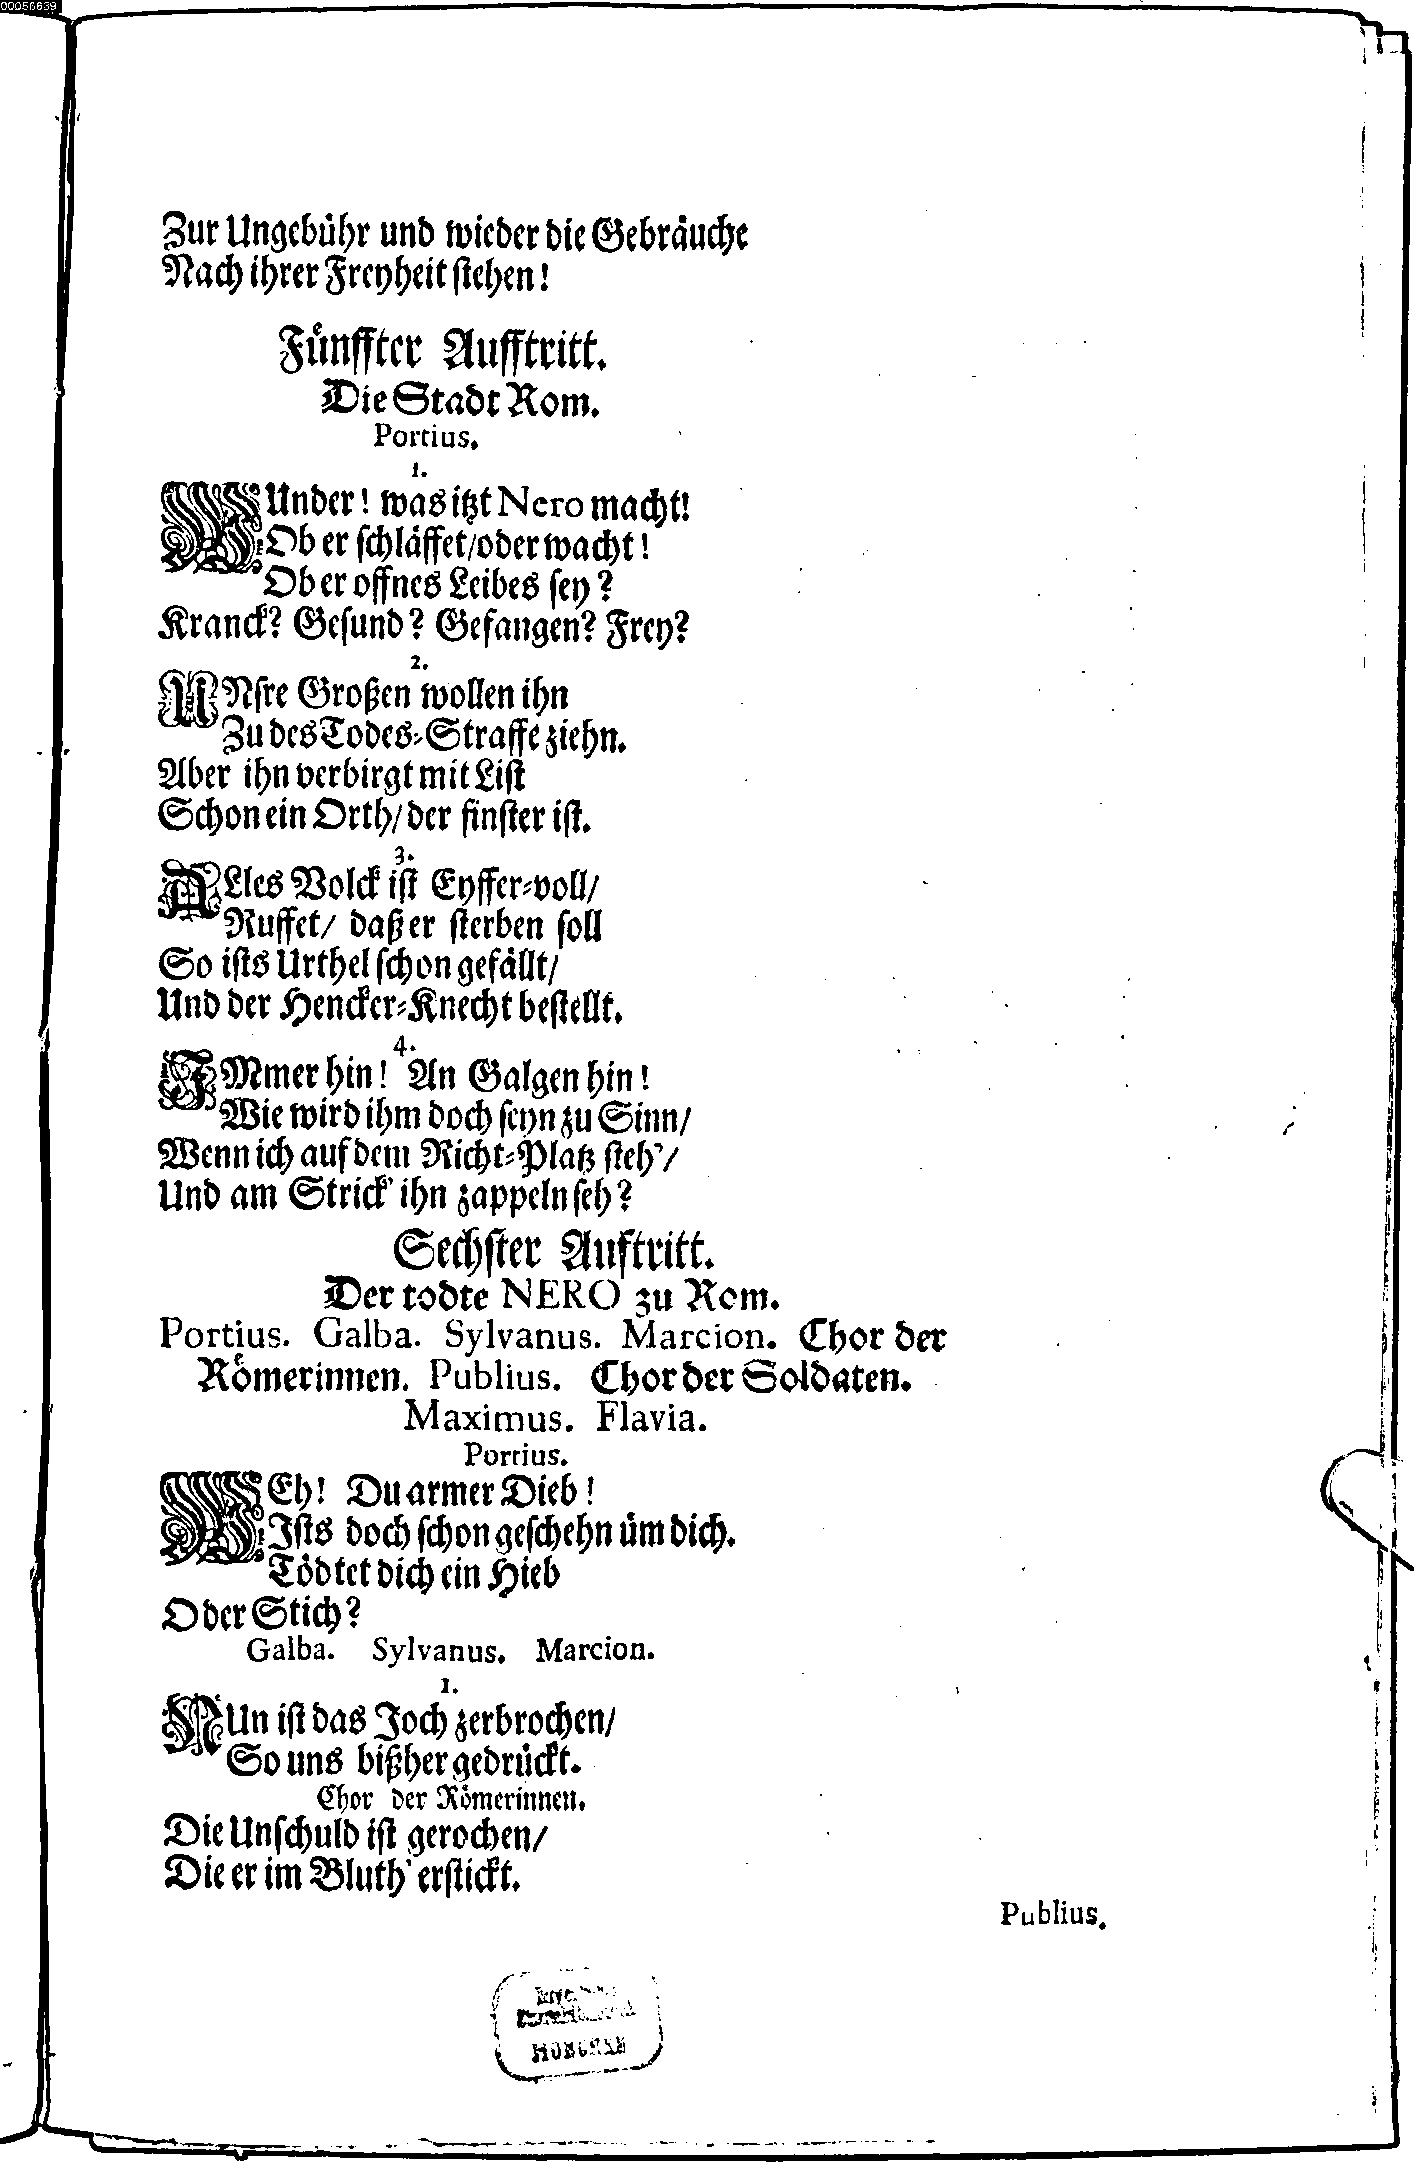 00056639
Zur Ungebühr und wieder die Gebräuche
Nach ihrer Freyheit stehen!
Fünffter Aufftritt.
Die Stadt Rom.
Portius.
1.
WUnder! was itzt Nero macht!
Ob er schläffet/ oder wacht!
Ob er offnes Leibes sey?
Kranck? Gesund? Gefangen? Frey?
2.
UNsre Großen wollen ihn
Zu des Todes-Straffe ziehn.
Aber ihn verbirgt mit List
Schon ein Orth/ der finster ist.
3.
ALles Volck ist Eyffer-voll/
Ruffet/ daß er sterben soll
So ists Urthel schon gefällt/
Und der Hencker-Knecht bestellt.
4.
IMmer hin! An Galgen hin!
Wie wird ihm doch seyn zu Sinn/
Wenn ich auf dem Richt-Platz steh'/
Und am Strick' ihn zappeln seh?
Sechster Auftritt.
Der todte NERO zu Rom.
Portius. Galba. Sylvanus. Marcion. Chor der
Römerinnen. Publius. Chor der Soldaten.
Maximus. Flavia.
Portius.
WEh! Du armer Dieb!
Ists doch schon geschehn üm dich.
Tödtet dich ein Hieb
Oder Stich?
Galba. Sylvanus. Marcion.
1.
NUn ist das Joch zerbrochen/
So uns bißher gedrückt.
Chor der Römerinnen.
Die Unschuld ist gerochen/
Die er im Bluth' erstickt.
Publius.